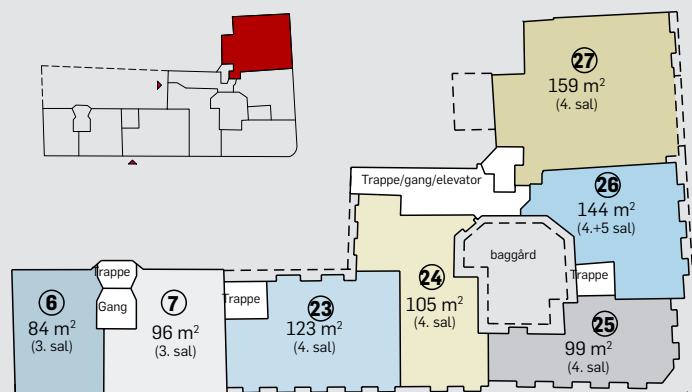 27
159 m²
(4. sal)
Trappe/gang/elevator
26
144 m²
(4.+5 sal)
baggård
Trappe
24
105 m²
(4. sal)
Trappe
Gang
6
84 m²
(3. sal)
7
96 m²
(3. sal)
Trappe
23
123 m²
(4. sal)
25
99 m²
(4. sal)